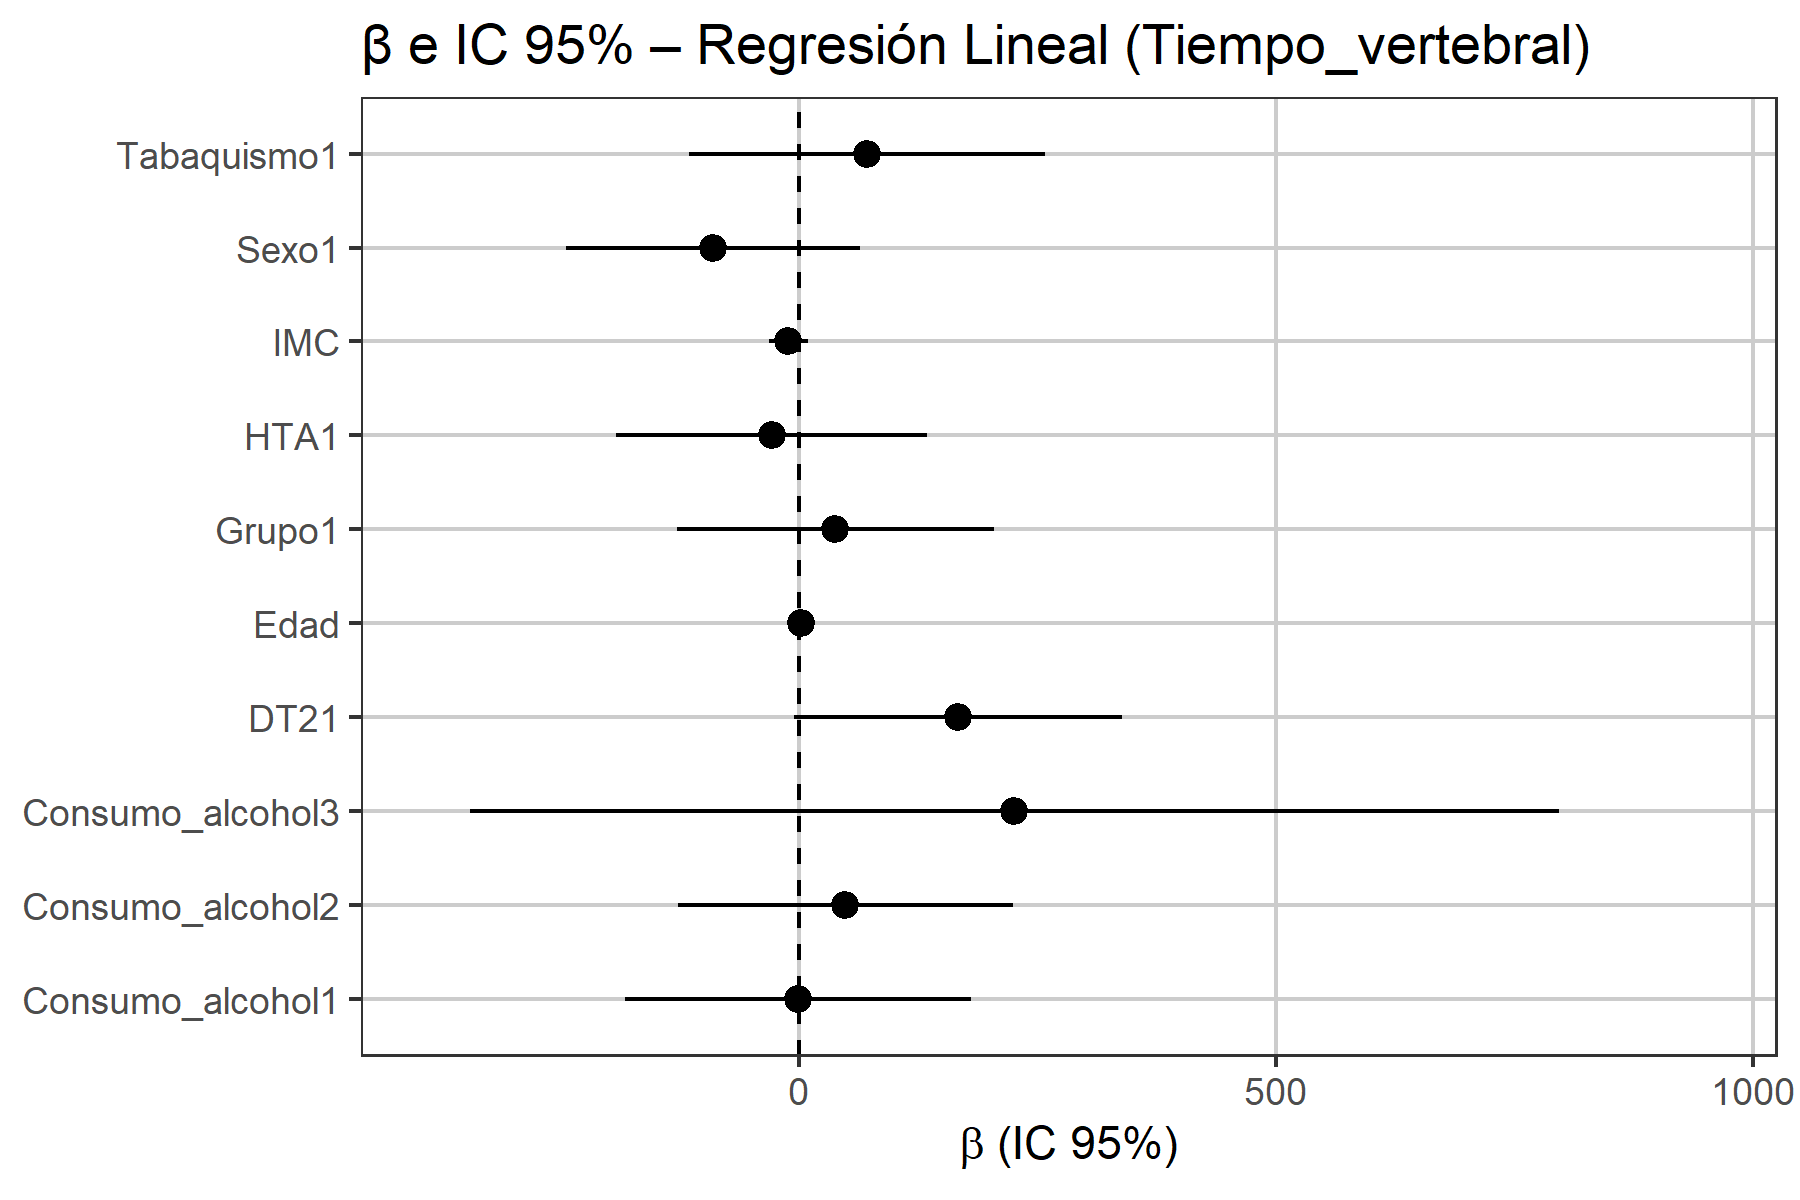 β e IC 95% – Regresión Lineal (Tiempo_vertebral)
Tabaquismo1
Sexo1
IMC
HTA1
Grupo1
Edad
DT21
Consumo_alcohol3
Consumo_alcohol2
Consumo_alcohol1
0 500 1000
β (IC 95%)